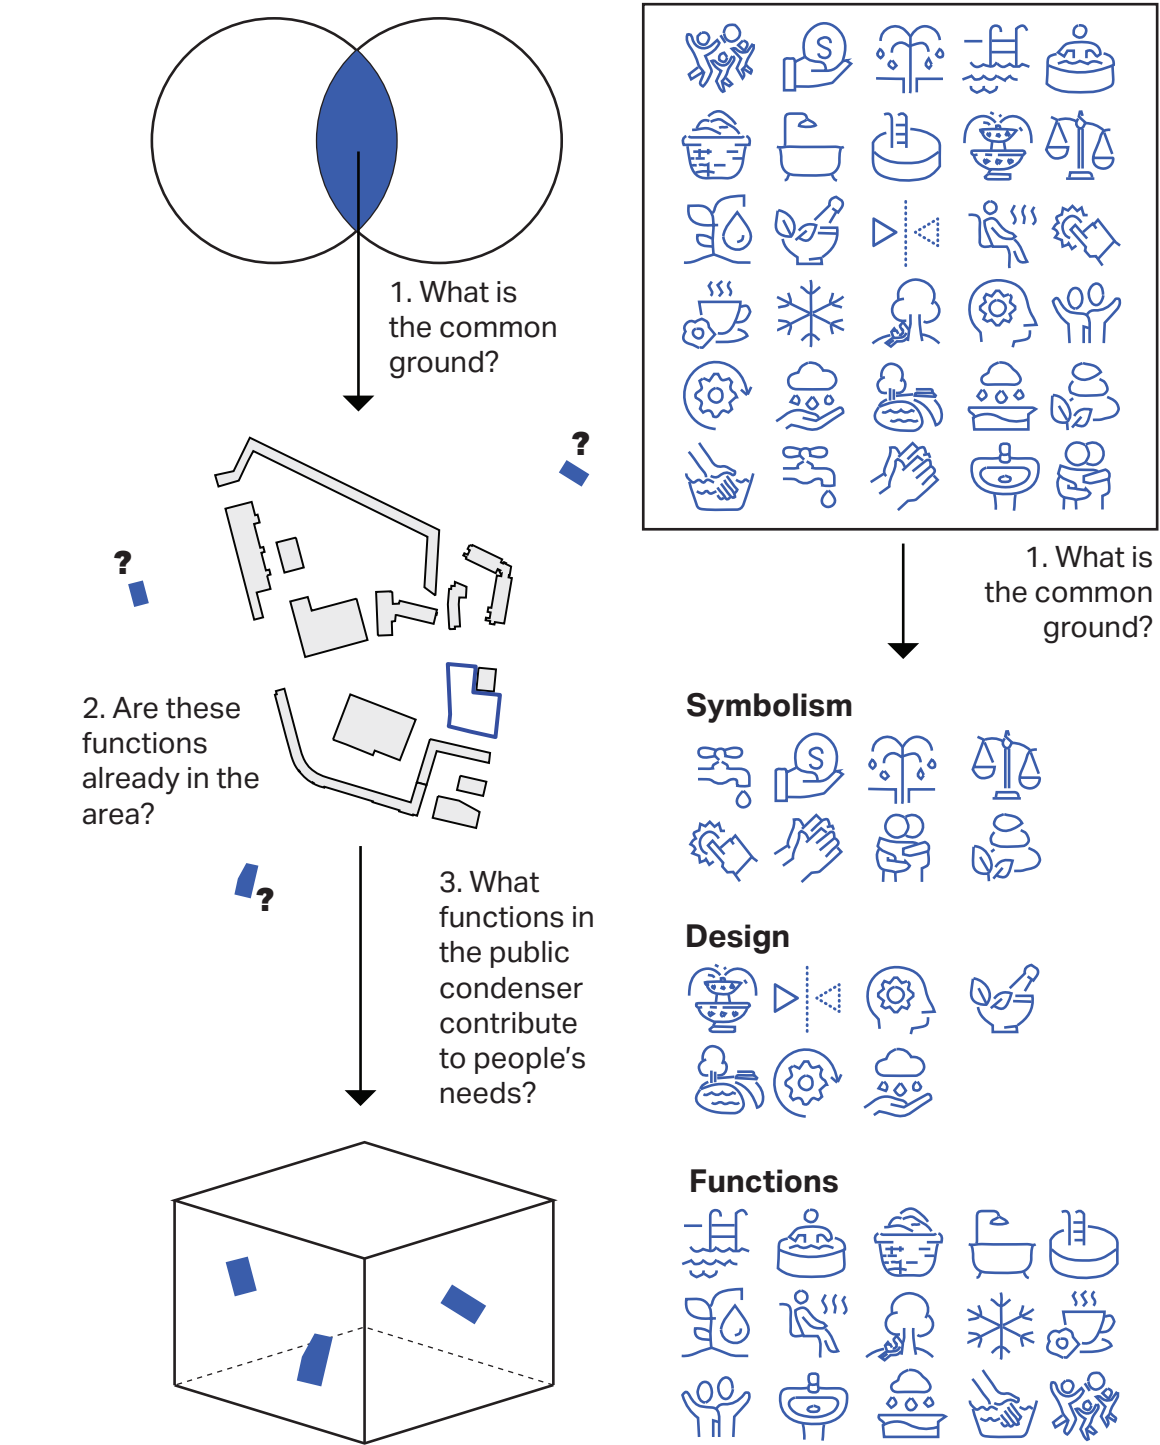 1. What is
the common
ground?
?
?
2. Are these
functions
already in the
area?
?
3. What
functions in
the public
condenser
contribute
to people's
needs?
S
1. What is
the common
ground?
Symbolism
S
Design
Functions